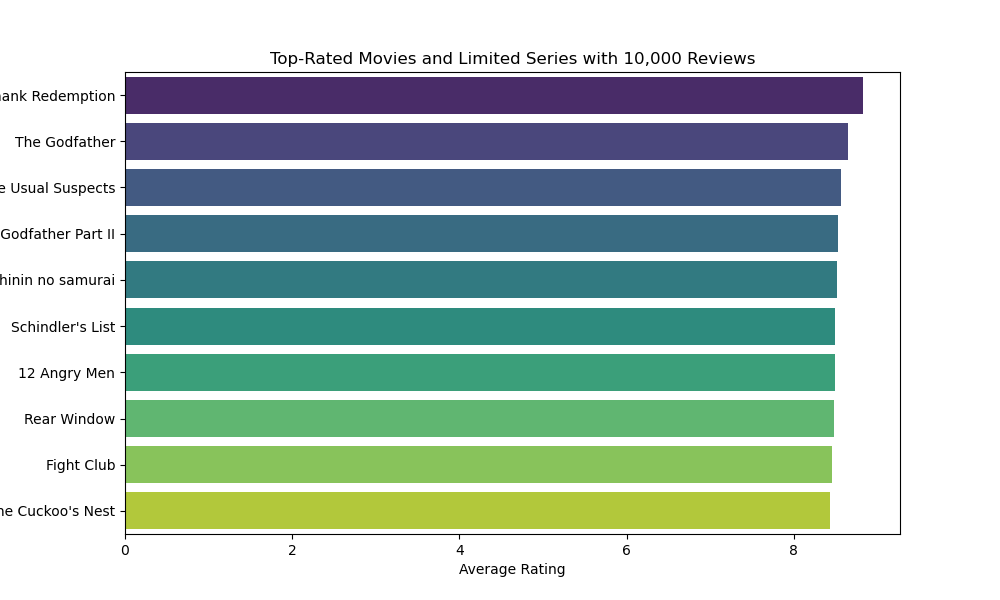 Top-Rated Movies and Limited Series with 10,000 Reviews
ank Redemption
The Godfather
e Usual Suspects
Godfather Part II
hinin no samurai
Schindler's List
12 Angry Men
Rear Window
Fight Club
ne Cuckoo's Nest
0 2 4 6 8
Average Rating